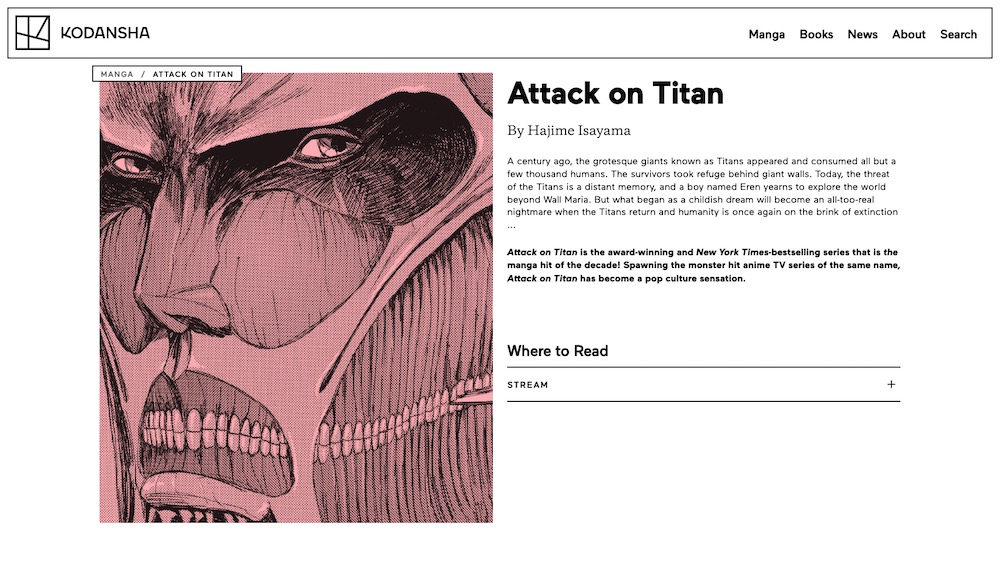 KODANSHA
Manga Books News About Search
MANGA / ATTACK ON TITAN
Attack on Titan
By Hajime Isayama
A century ago, the grotesque giants known as Titans appeared and consumed all but a
few thousand humans. The survivors took refuge behind giant walls. Today, the threat
of the Titans is a distant memory, and a boy named Eren yearns to explore the world
beyond Wall Maria. But what began as a childish dream will become an all-too-real
nightmare when the Titans return and humanity is once again on the brink of extinction
...
Attack on Titan is the award-winning and New York Times-bestselling series that is the
manga hit of the decade! Spawning the monster hit anime TV series of the same name,
Attack on Titan has become a pop culture sensation.
Where to Read
STREAM +